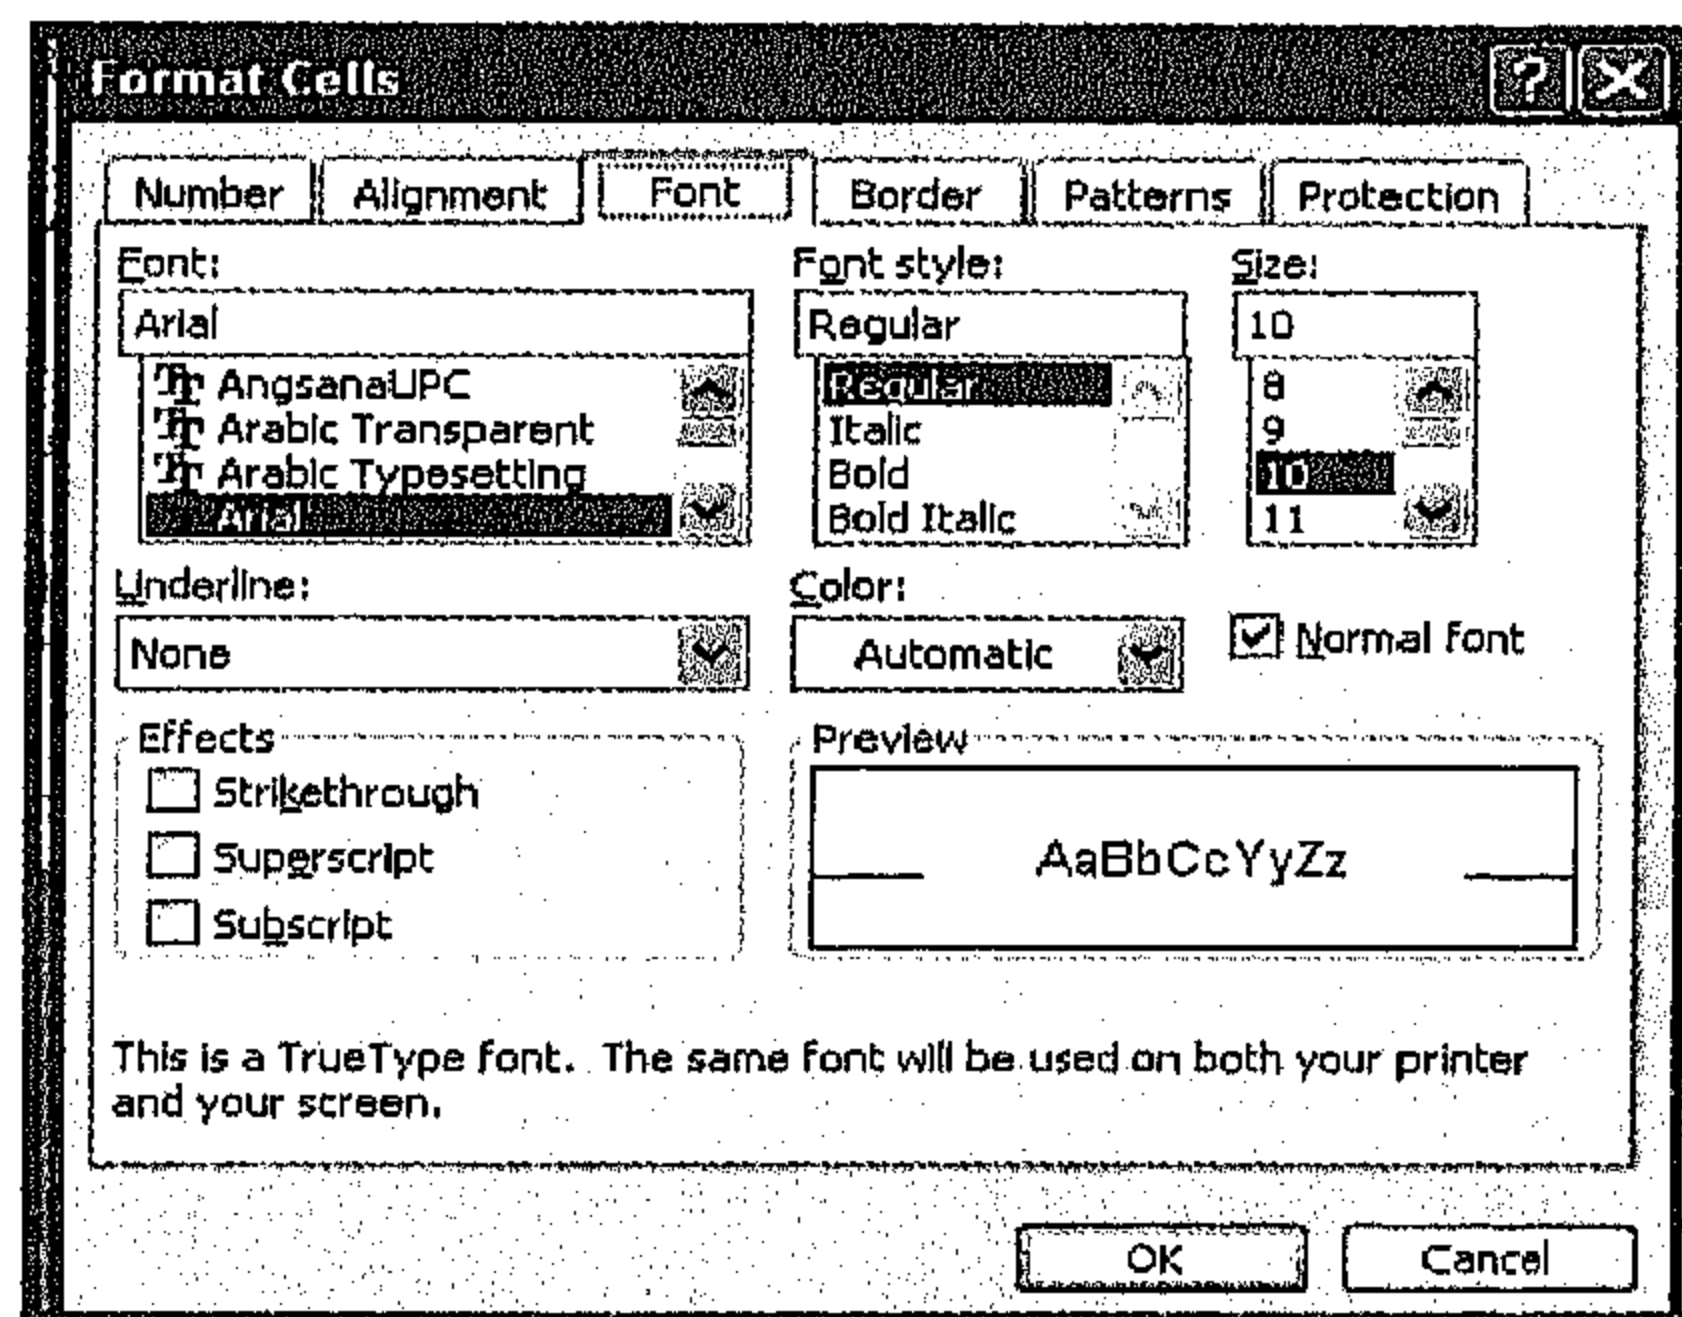 Format Cells
Number Alignment Font Border Patterns Protection
Font: Font style: Size:
Arial Regular 10
AngsanaUPC Regular 8
Arabic Transparent Italic 9
Arabic Typesetting Bold 10
Arial Bold Italic 11
Underline: Color:
None Automatic Normal font
Effects Preview
Strikethrough
Superscript AaBbCcYyZz
Subscript
This is a TrueType font. The same font will be used on both your printer
and your screen.
OK Cancel